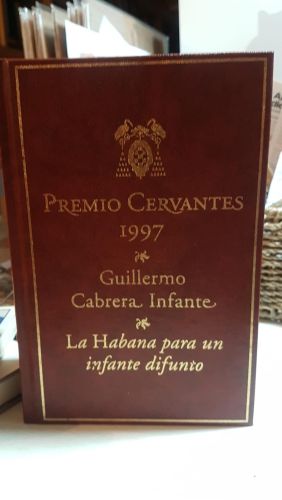 PREMIO CERVANTES
1997
Guillermo
Cabrera Infante
La Habana para un
infante difunto